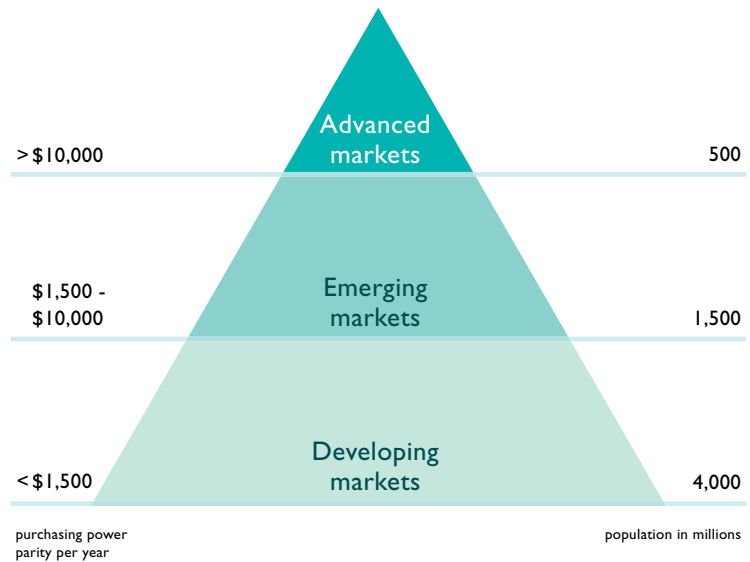 Advanced
markets
> $10,000
500
$1,500 -
$10,000
Emerging
markets
1,500
Developing
markets
< $1,500
4,000
purchasing power
parity per year
population in millions